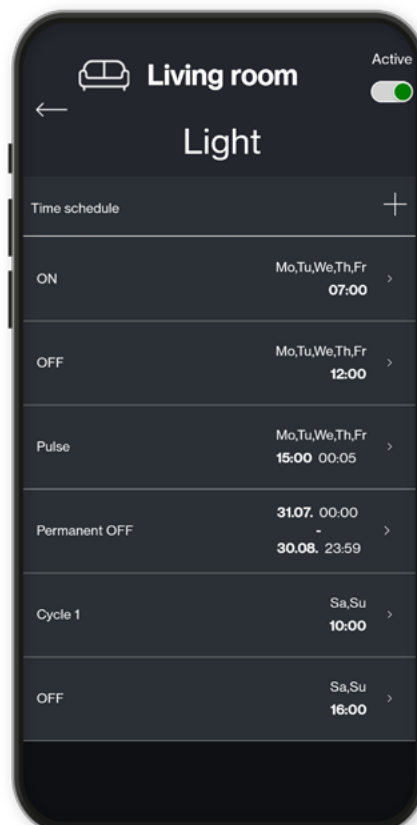 Living room
Active
Light
Time schedule
ON
Mo,Tu,We,Th,Fr
07:00
OFF
Mo,Tu,We,Th,Fr
12:00
Pulse
Mo,Tu,We,Th,Fr
15:00 00:05
Permanent OFF
31.07. 00:00
-
30.08. 23:59
Cycle 1
Sa,Su
10:00
OFF
Sa,Su
16:00